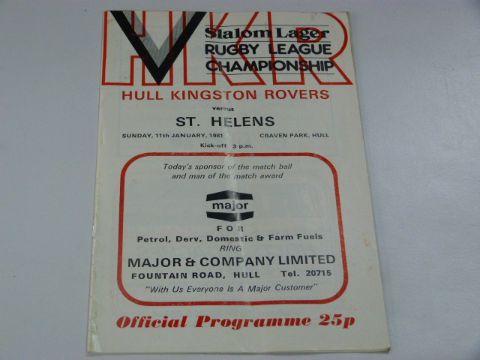 HKR
Slalom Lager
RUGBY LEAGUE
CHAMPIONSHIP
HULL KINGSTON ROVERS
versus
ST. HELENS
SUNDAY, 11th JANUARY, 1981 CRAVEN PARK, HULL
Kick-off 3 p.m.
Today's sponsor of the match ball
and man of the match award
major
FOR
Petrol, Derv, Domestic & Farm Fuels
RING
MAJOR & COMPANY LIMITED
FOUNTAIN ROAD, HULL Tel. 20715
"With Us Everyone Is A Major Customer"
Official Programme 25p